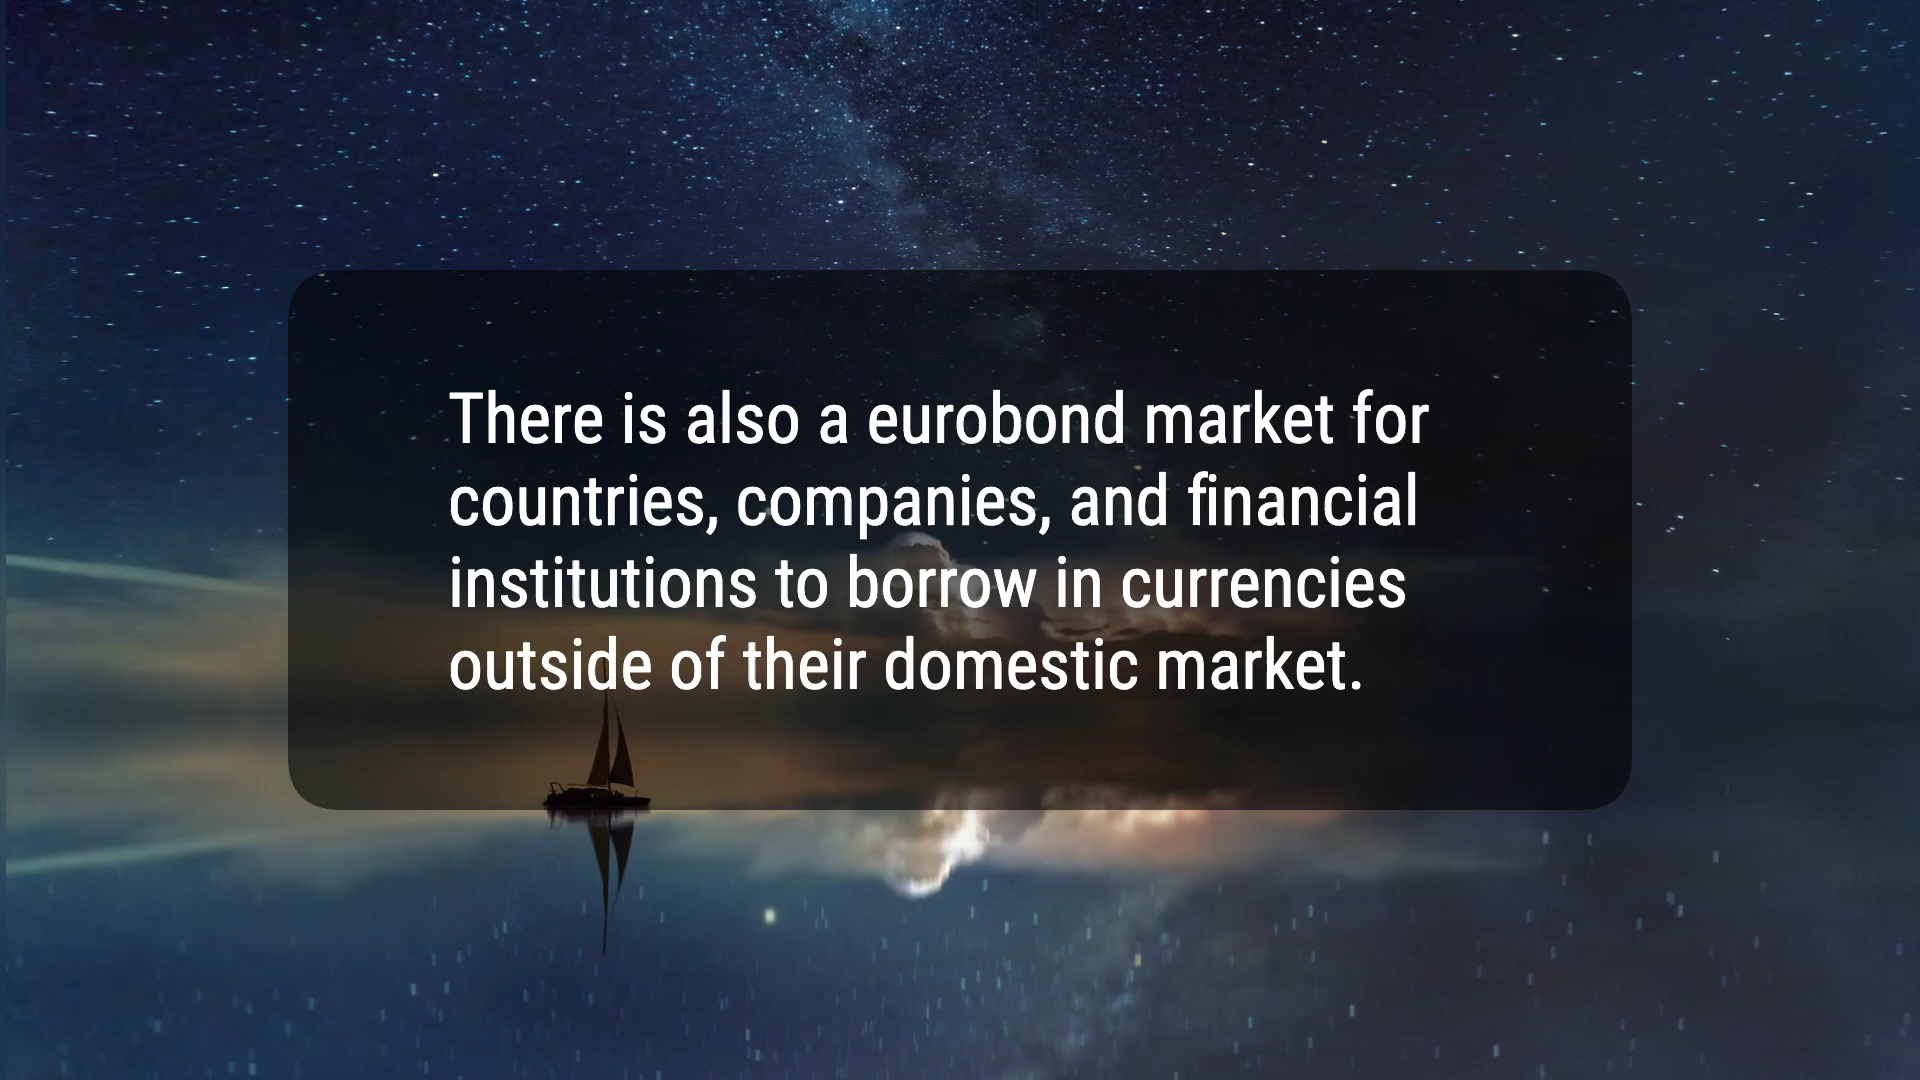 There is also a eurobond market for
countries, companies, and financial
institutions to borrow in currencies
outside of their domestic market.